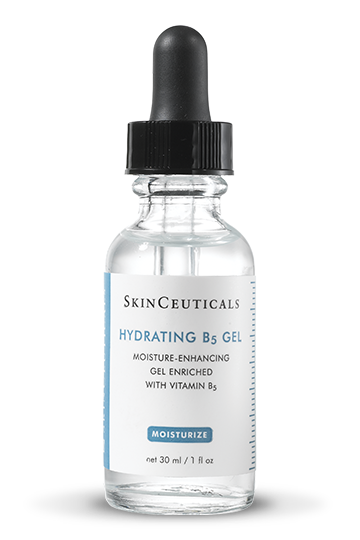 SKINCEUTICALS
HYDRATING B5 GEL
MOISTURE-ENHANCING
GEL ENRICHED
WITH VITAMIN B5
MOISTURIZE
net 30 ml / 1 fl oz